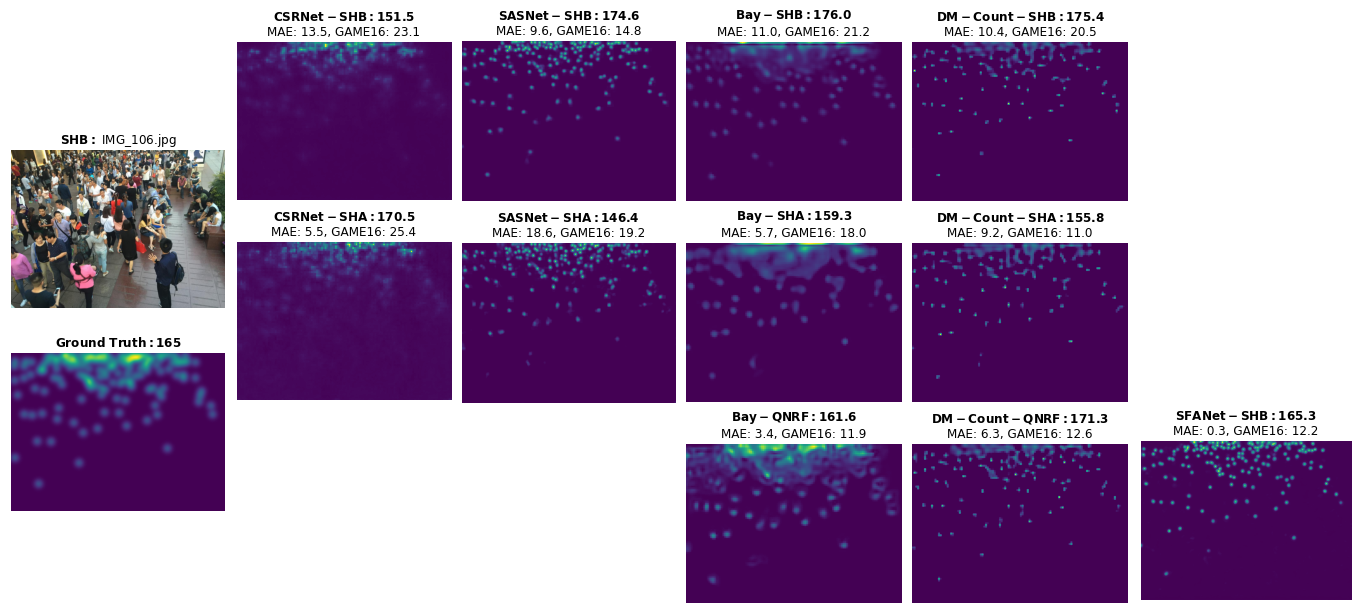 CSRNet − SHB : 151.5
MAE: 13.5, GAME16: 23.1
SASNet − SHB : 174.6
MAE: 9.6, GAME16: 14.8
Bay − SHB : 176.0
MAE: 11.0, GAME16: 21.2
DM − Count − SHB : 175.4
MAE: 10.4, GAME16: 20.5
SHB : IMG_106.jpg
CSRNet − SHA : 170.5
MAE: 5.5, GAME16: 25.4
SASNet − SHA : 146.4
MAE: 18.6, GAME16: 19.2
Bay − SHA : 159.3
MAE: 5.7, GAME16: 18.0
DM − Count − SHA : 155.8
MAE: 9.2, GAME16: 11.0
Ground Truth : 165
Bay − QNRF : 161.6
MAE: 3.4, GAME16: 11.9
DM − Count − QNRF : 171.3
MAE: 6.3, GAME16: 12.6
SFANet − SHB : 165.3
MAE: 0.3, GAME16: 12.2